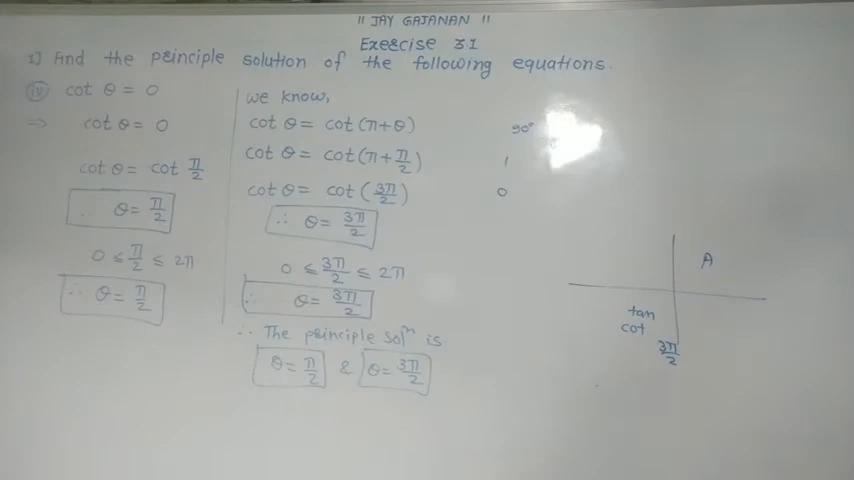 || JAY GAJANAN ||
Exercise 3.1
1] Find the principle solution of the following equations.
iv) cot θ = 0
⇒ cot θ = 0
cot θ = cot π/2
∴ θ = π/2
0 ≤ π/2 ≤ 2π
∴ θ = π/2
we know,
cot θ = cot (π+θ)
cot θ = cot (π + π/2)
cot θ = cot (3π/2)
∴ θ = 3π/2
0 ≤ 3π/2 ≤ 2π
∴ θ = 3π/2
∴ The principle solⁿ is
θ = π/2 & θ = 3π/2
90°
1
0
A
tan
cot
3π/2